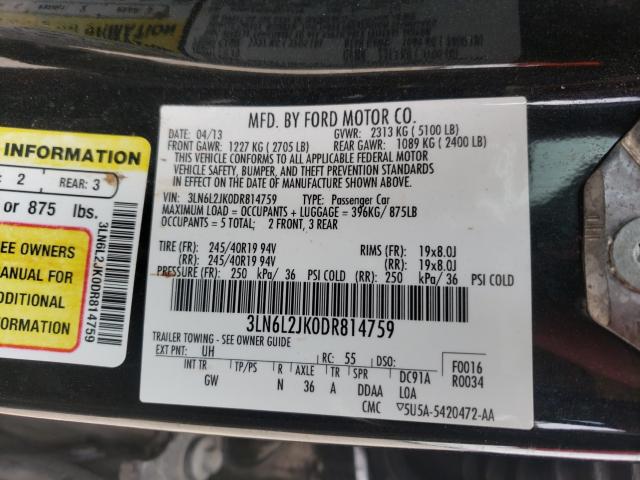 INFORMATION
2 REAR: 3
or 875 lbs.
SEE OWNERS
MANUAL FOR
ADDITIONAL
INFORMATION
3LN6L2JK0DR814759
MFD. BY FORD MOTOR CO.
DATE: 04/13 GVWR: 2313 KG ( 5100 LB)
FRONT GAWR: 1227 KG ( 2705 LB) REAR GAWR: 1089 KG ( 2400 LB)
THIS VEHICLE CONFORMS TO ALL APPLICABLE FEDERAL MOTOR
VEHICLE SAFETY, BUMPER, AND THEFT PREVENTION STANDARDS
IN EFFECT ON THE DATE OF MANUFACTURE SHOWN ABOVE.
VIN: 3LN6L2JK0DR814759 TYPE: Passenger Car
MAXIMUM LOAD = OCCUPANTS + LUGGAGE = 396KG/ 875LB
OCCUPANTS = 5 TOTAL; 2 FRONT, 3 REAR
TIRE (FR): 245/40R19 94V RIMS (FR): 19x8.0J
(RR): 245/40R19 94V (RR): 19x8.0J
PRESSURE (FR): 250 kPa/ 36 PSI COLD (RR): 250 kPa/ 36 PSI COLD
3LN6L2JK0DR814759
TRAILER TOWING - SEE OWNER GUIDE
EXT PNT: UH RC: 55 DSO: F0016
INT TR TP/PS R AXLE TR SPR DC91A R0034
GW N 36 A DDAA L0A
CMC 5U5A-5420472-AA